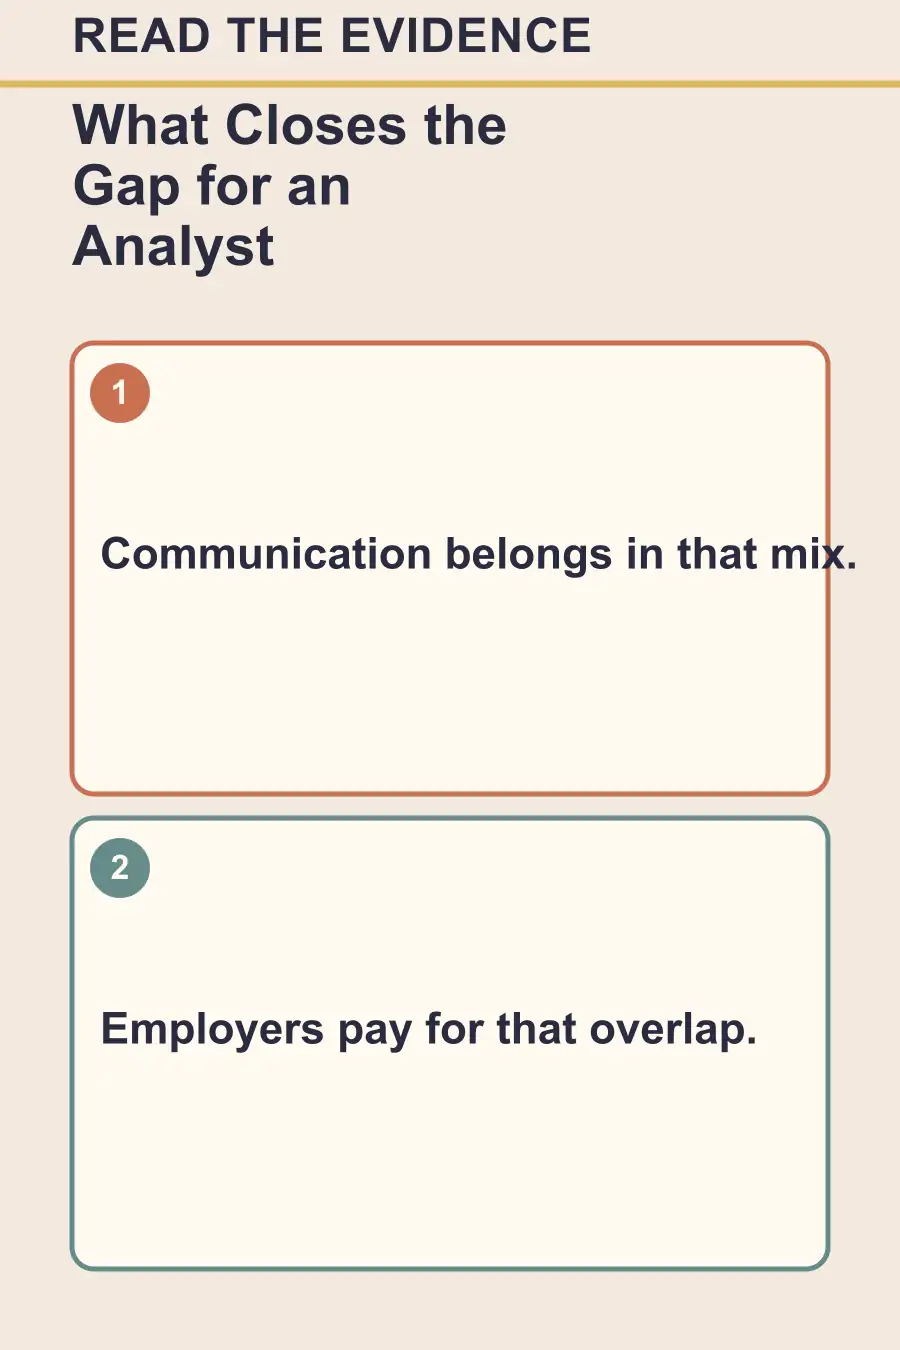 READ THE EVIDENCE
What Closes the
Gap for an
Analyst
1
Communication belongs in that mix.
2
Employers pay for that overlap.